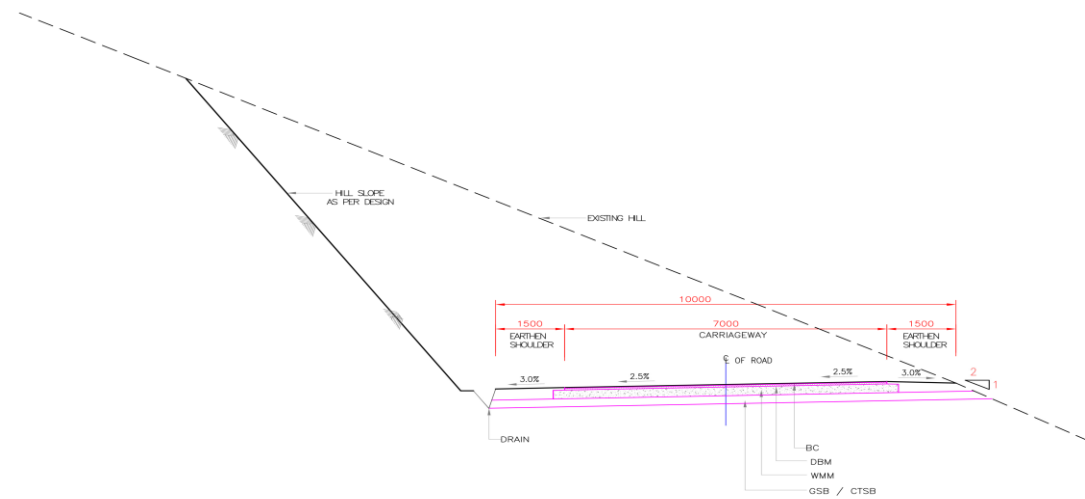 HILL SLOPE
AS PER DESIGN
EXISTING HILL
10000
1500
7000
1500
EARTHEN
SHOULDER
CARRIAGEWAY
EARTHEN
SHOULDER
℄ OF ROAD
3.0%
2.5%
2.5%
3.0%
2
1
DRAIN
BC
DBM
WMM
GSB / CTSB